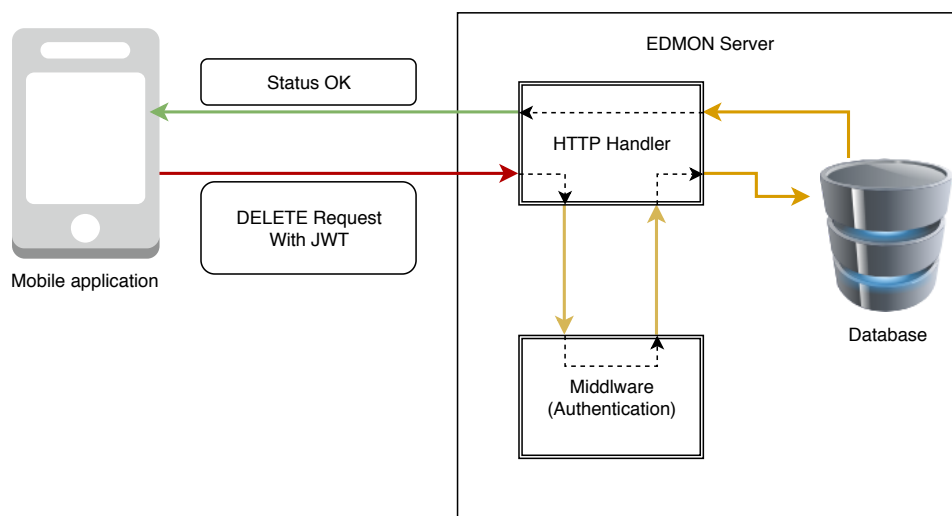 EDMON Server
Status OK
HTTP Handler
DELETE Request
With JWT
Mobile application
Database
Middlware
(Authentication)